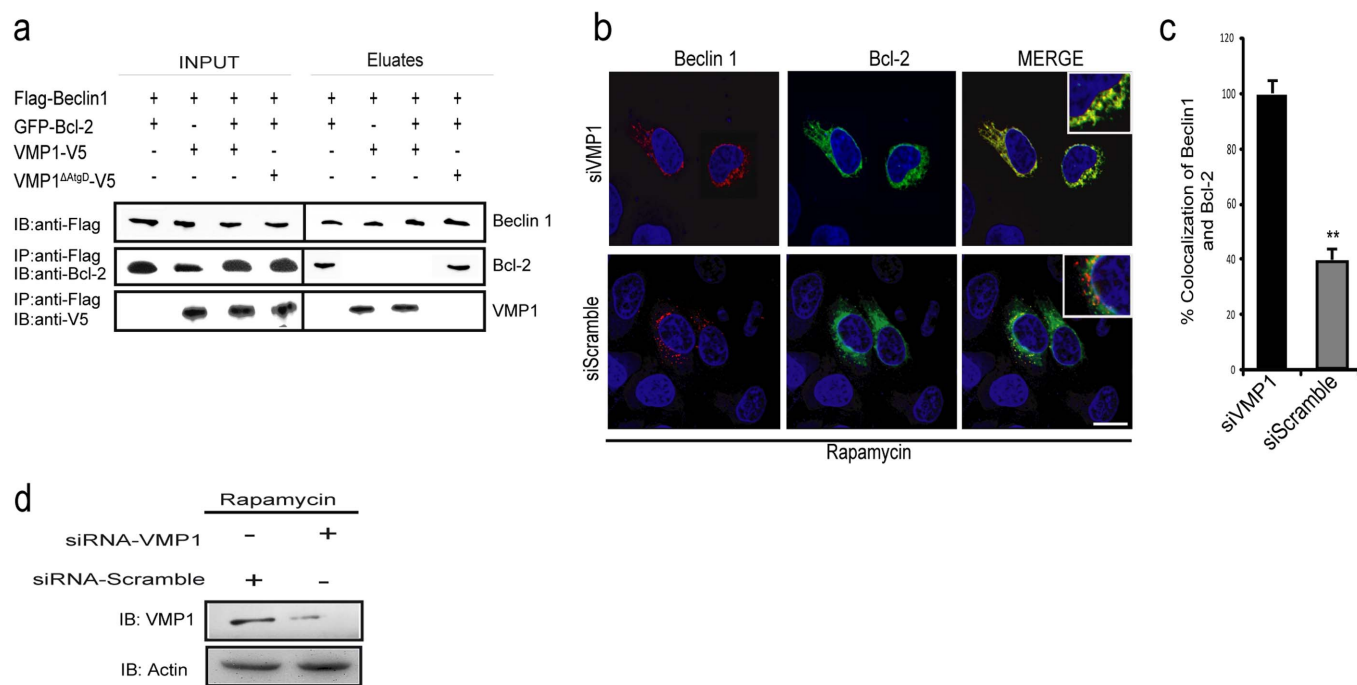 a
INPUT Eluates
Flag-Beclin1 + + + + + + + +
GFP-Bcl-2 + - + + + - + +
VMP1-V5 - + + - - + + -
VMP1ΔAtgD-V5 - - - + - - - +
IB:anti-Flag Beclin 1
IP:anti-Flag
IB:anti-Bcl-2 Bcl-2
IP:anti-Flag
IB:anti-V5 VMP1
b
Beclin 1 Bcl-2 MERGE
siVMP1
siScramble
Rapamycin
c
% Colocalization of Beclin1
and Bcl-2
120
100
80
60
40
20
0
**
siVMP1
siScramble
d
Rapamycin
siRNA-VMP1 - +
siRNA-Scramble + -
IB: VMP1
IB: Actin